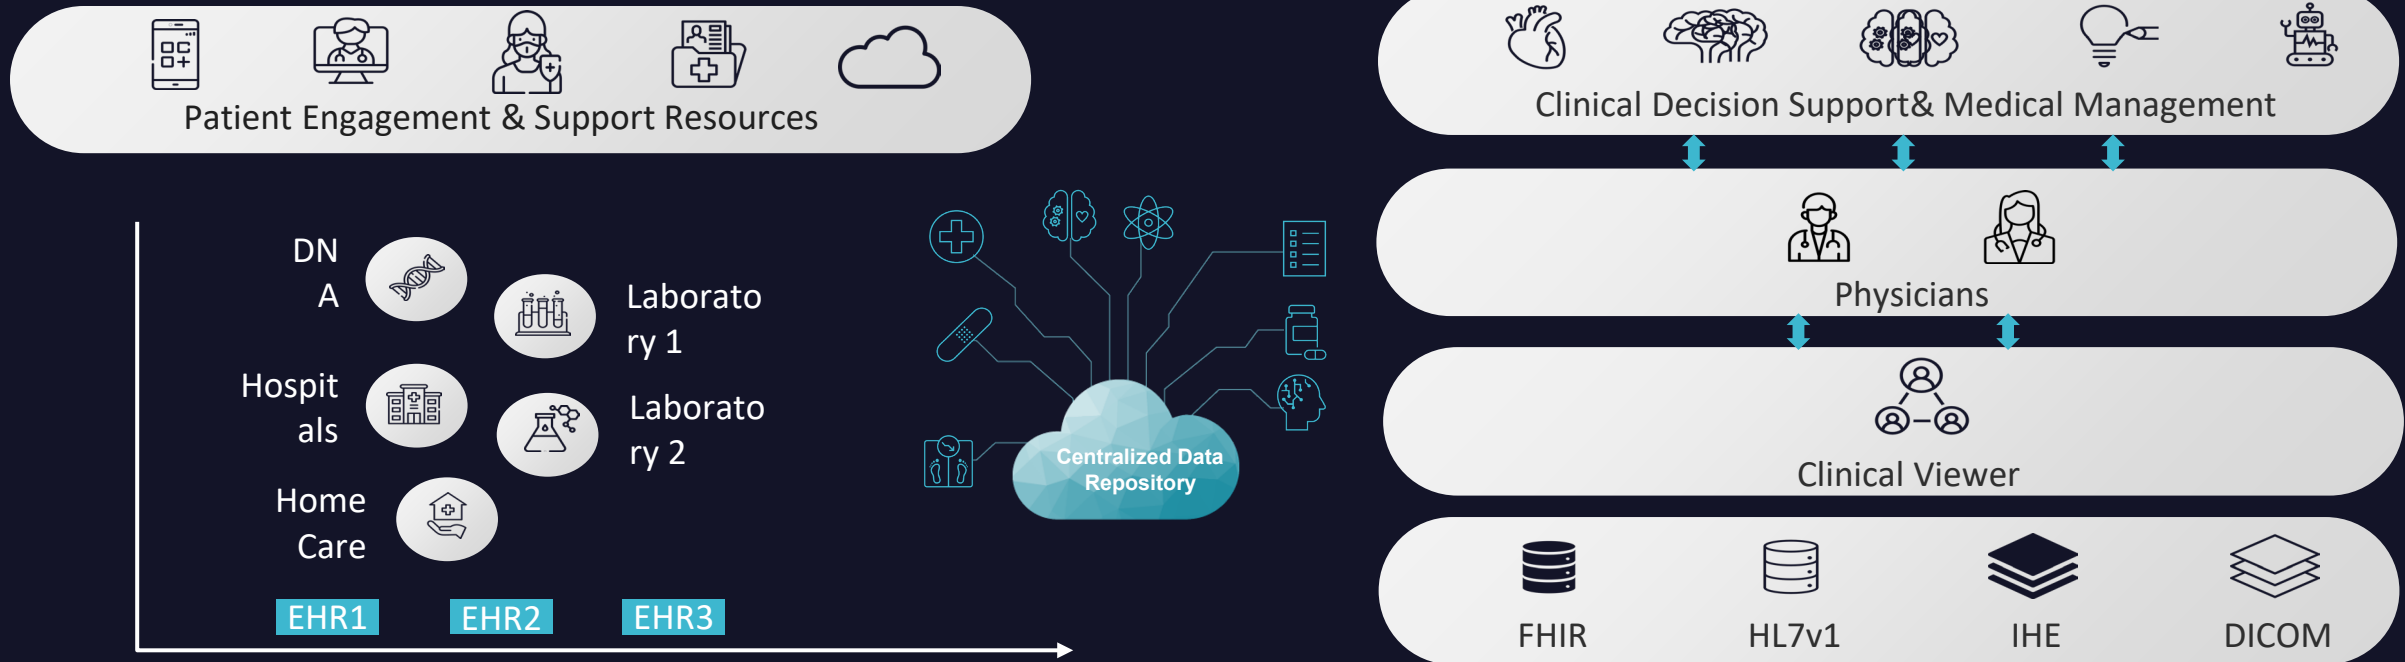 Patient Engagement & Support Resources
DN
A
Laborato
ry 1
Hospit
als
Laborato
ry 2
Home
Care
EHR1
EHR2
EHR3
Centralized Data
Repository
Clinical Decision Support& Medical Management
Physicians
Clinical Viewer
FHIR
HL7v1
IHE
DICOM